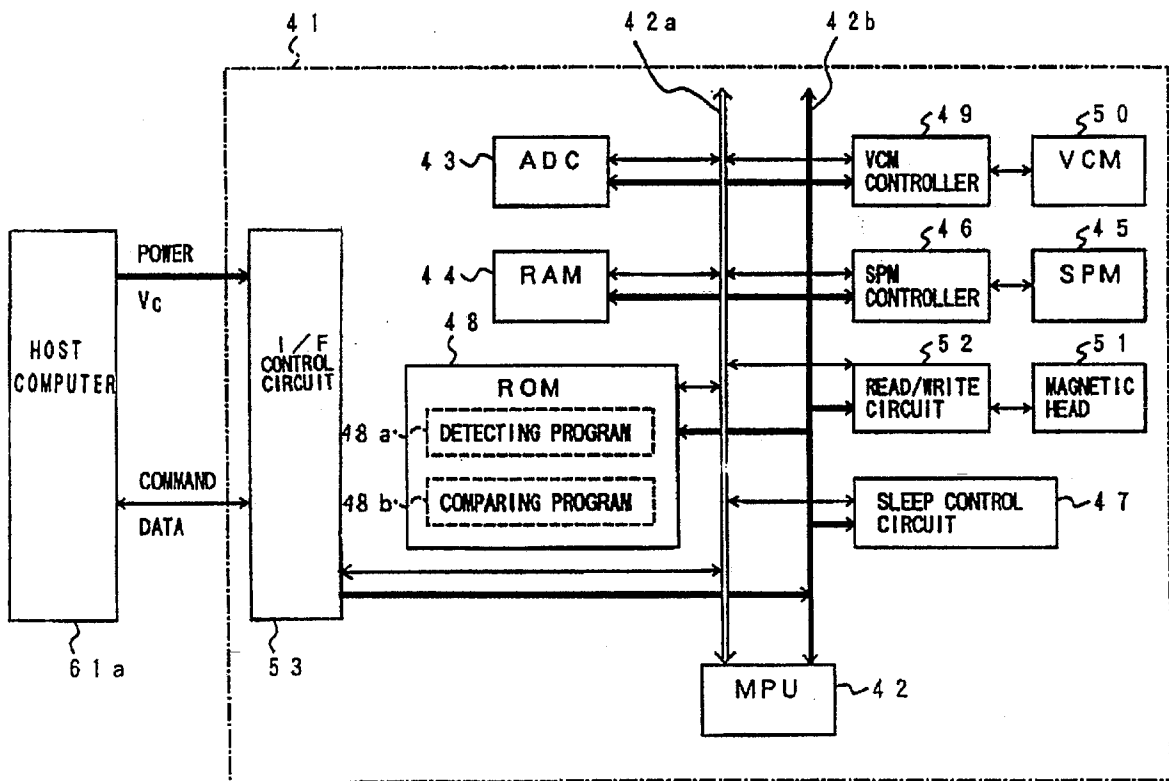 41
42a
42b
43
ADC
49
VCM
CONTROLLER
50
VCM
44
RAM
46
SPM
CONTROLLER
45
SPM
HOST
COMPUTER
61a
POWER
Vc
COMMAND
DATA
I/F
CONTROL
CIRCUIT
53
48
ROM
48a
DETECTING PROGRAM
48b
COMPARING PROGRAM
52
READ/WRITE
CIRCUIT
51
MAGNETIC
HEAD
SLEEP CONTROL
CIRCUIT
47
MPU
42